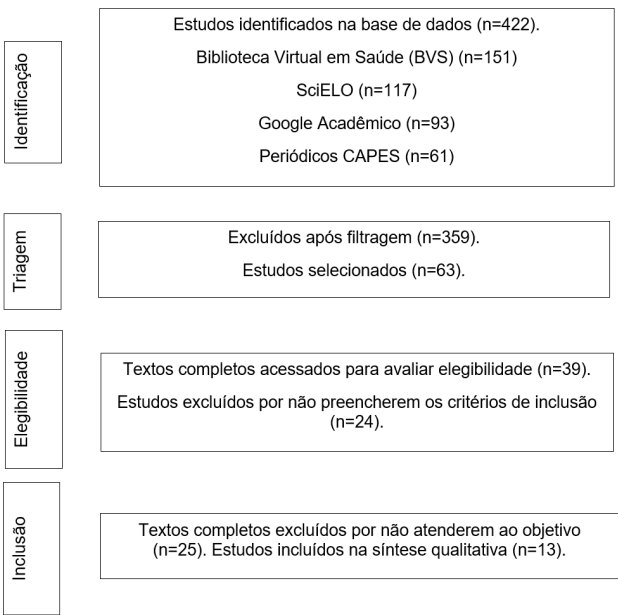 Identificação
Estudos identificados na base de dados (n=422).
Biblioteca Virtual em Saúde (BVS) (n=151)
SciELO (n=117)
Google Acadêmico (n=93)
Periódicos CAPES (n=61)
Triagem
Excluídos após filtragem (n=359).
Estudos selecionados (n=63).
Elegibilidade
Textos completos acessados para avaliar elegibilidade (n=39).
Estudos excluídos por não preencherem os critérios de inclusão
(n=24).
Inclusão
Textos completos excluídos por não atenderem ao objetivo
(n=25). Estudos incluídos na síntese qualitativa (n=13).